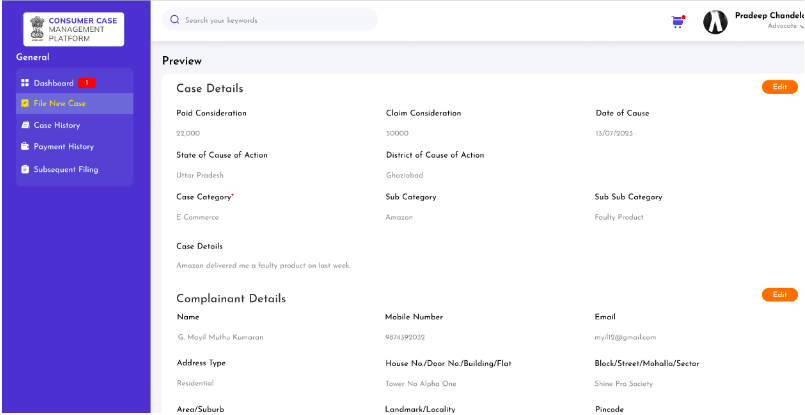 CONSUMER CASE
MANAGEMENT
PLATFORM
Search your keywords
Pradeep Chandela
Advocate
General
Dashboard 1
File New Case
Case History
Payment History
Subsequent Filing
Preview
Case Details Edit
Paid Consideration Claim Consideration Date of Cause
22,000 50000 13/07/2023
State of Cause of Action District of Cause of Action
Uttar Pradesh Ghaziabad
Case Category* Sub Category Sub Sub Category
E-Commerce Amazon Faulty Product
Case Details
Amazon delivered me a faulty product on last week.
Complainant Details Edit
Name Mobile Number Email
G. Mayil Muthu Kumaran 9874392032 myil12@gmail.com
Address Type House No./Door No./Building/Flat Block/Street/Mohalla/Sector
Residential Tower No Alpha One Shine Pro Society
Area/Suburb Landmark/Locality Pincode